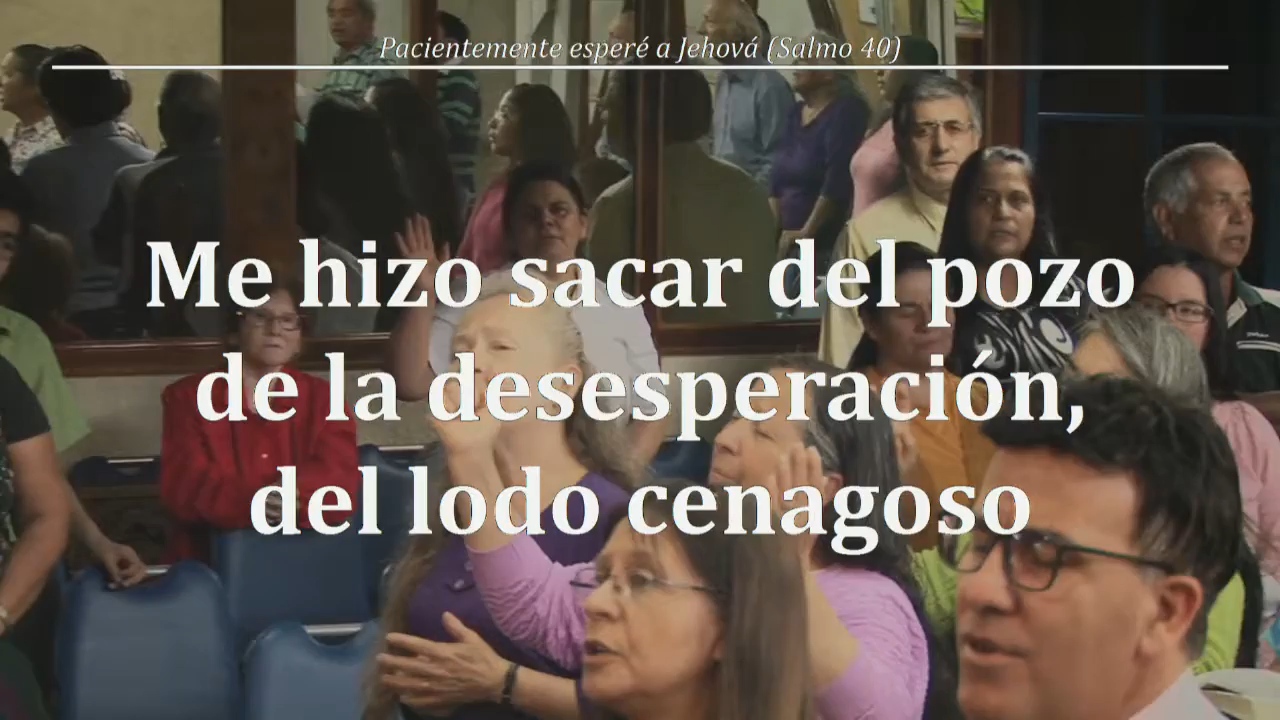 Pacientemente esperé a Jehová (Salmo 40)
Me hizo sacar del pozo
de la desesperación,
del lodo cenagoso